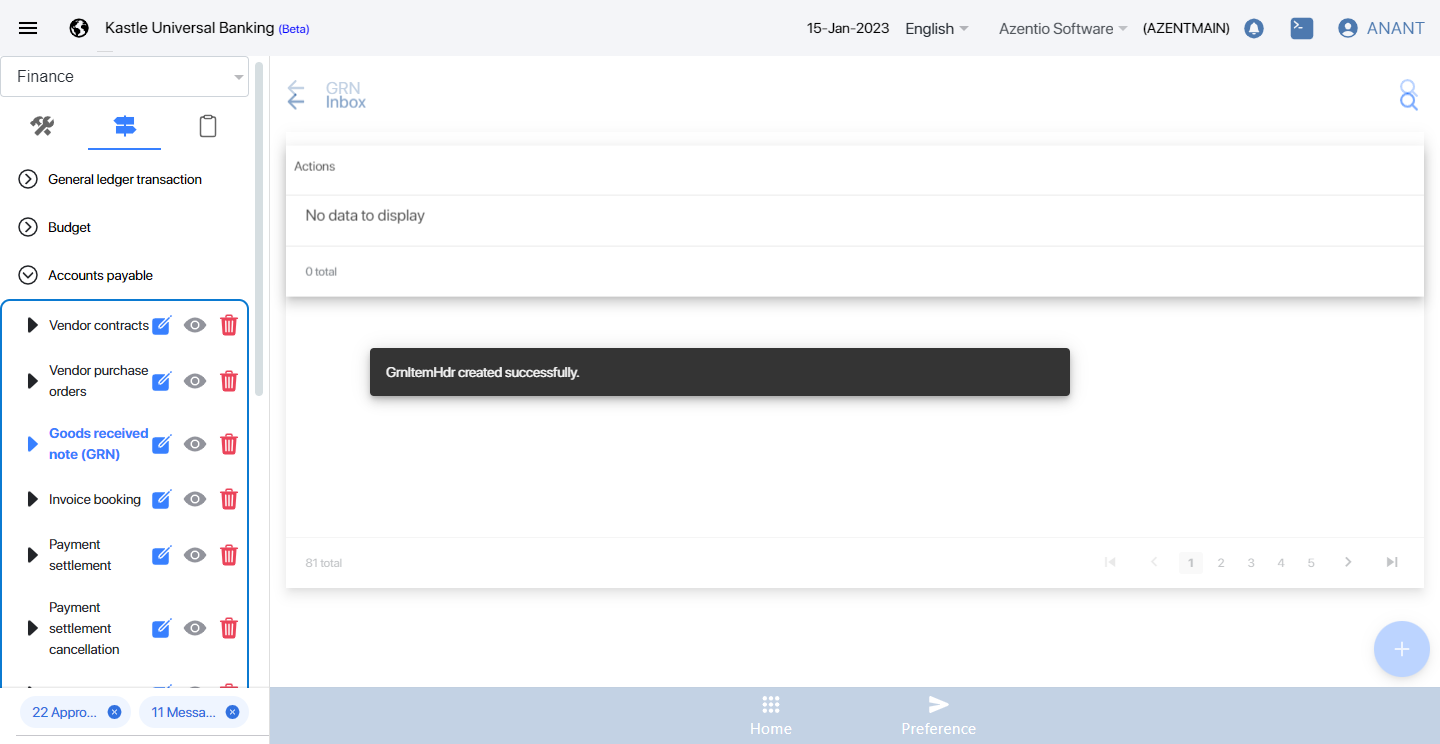 Kastle Universal Banking (Beta)
15-Jan-2023
English
Azentio Software
(AZENTMAIN)
ANANT
Finance
General ledger transaction
Budget
Accounts payable
Vendor contracts
Vendor purchase
orders
Goods received
note (GRN)
Invoice booking
Payment
settlement
Payment
settlement
cancellation
22 Appro...
11 Messa...
GRN
Inbox
Actions
No data to display
0 total
GrnItemHdr created successfully.
81 total
1 2 3 4 5
Home
Preference